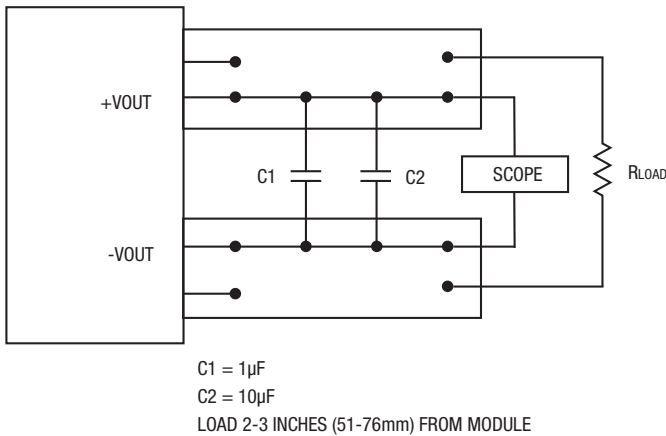 +VOUT
C1
C2
SCOPE
RLOAD
-VOUT
C1 = 1µF
C2 = 10µF
LOAD 2-3 INCHES (51-76mm) FROM MODULE